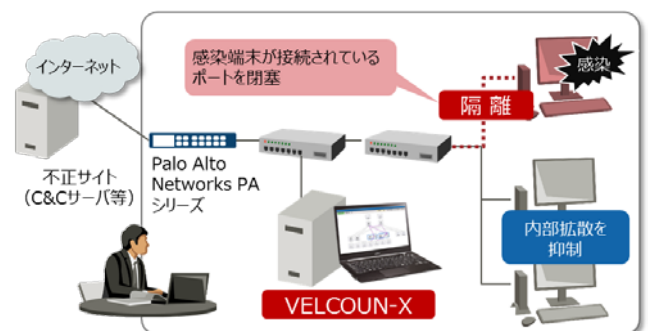 インターネット
感染端末が接続されている
ポートを閉塞
感染
隔離
不正サイト
(C&Cサーバ等)
Palo Alto
Networks PA
シリーズ
内部拡散を
抑制
VELCOUN-X